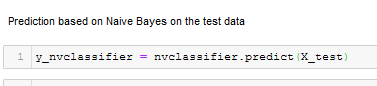 Prediction based on Naive Bayes on the test data
1 y_nvclassifier = nvclassifier.predict(X_test)